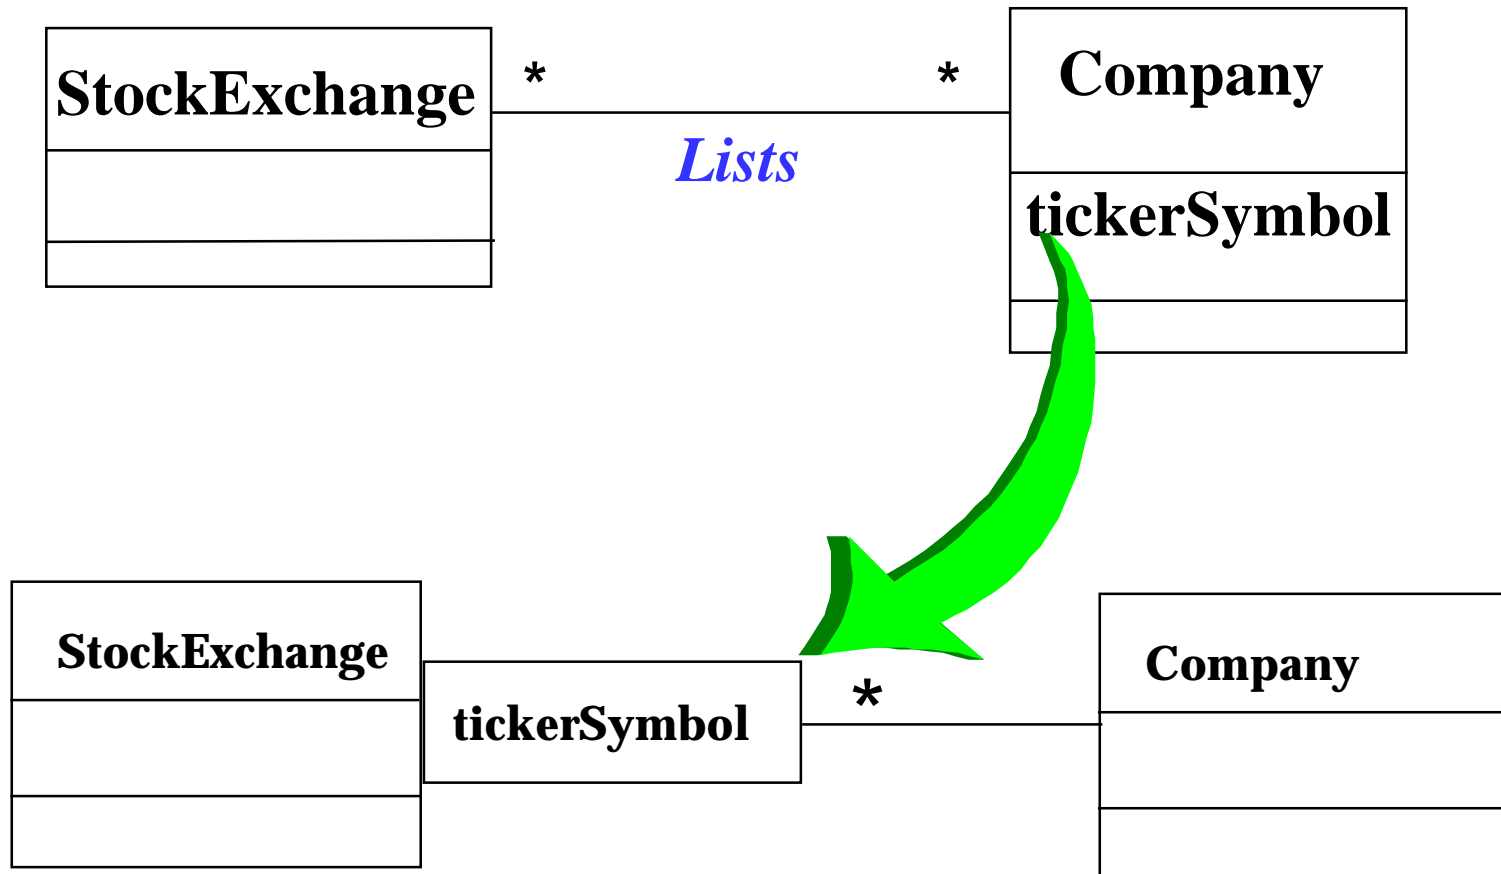 StockExchange
*
*
Company
Lists
tickerSymbol
StockExchange
tickerSymbol
*
Company